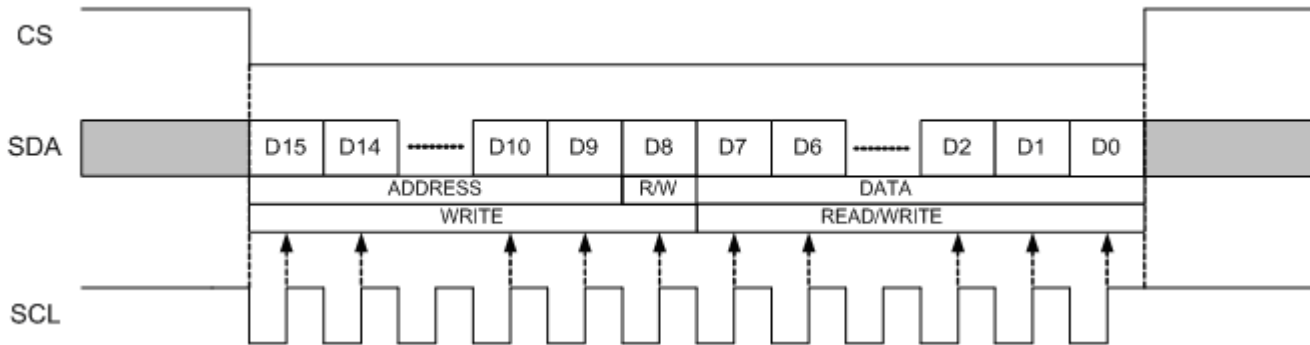 CS
SDA D15 D14 D10 D9 D8 D7 D6 D2 D1 D0
ADDRESS R/W DATA
WRITE READ/WRITE
SCL